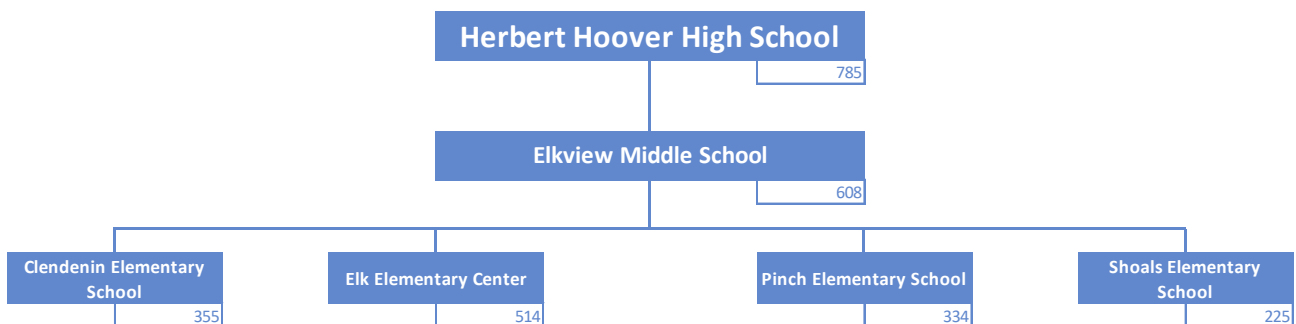 Herbert Hoover High School
785
Elkview Middle School
608
Clendenin Elementary
School
355
Elk Elementary Center
514
Pinch Elementary School
334
Shoals Elementary
School
225